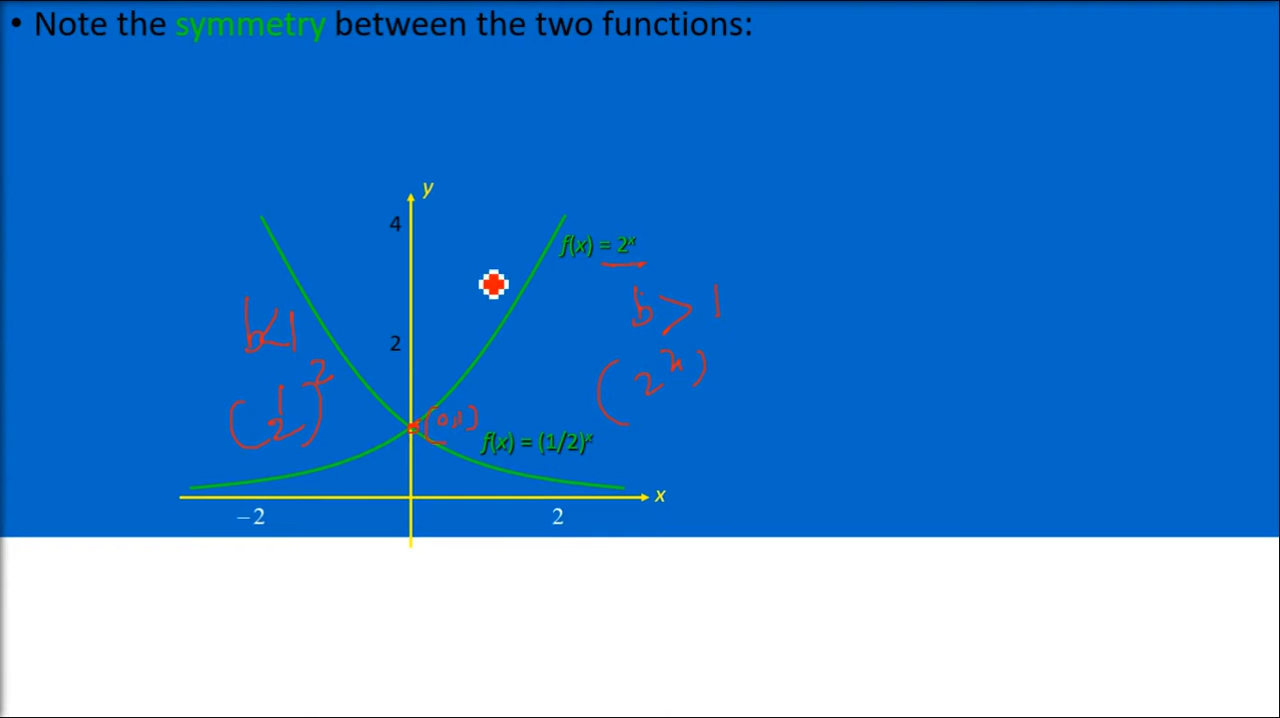 • Note the symmetry between the two functions:
y
4
f(x) = 2ˣ
b > 1
b<1
2
(2ˣ)
(1/2)²
(0,1)
f(x) = (1/2)ˣ
x
−2
2